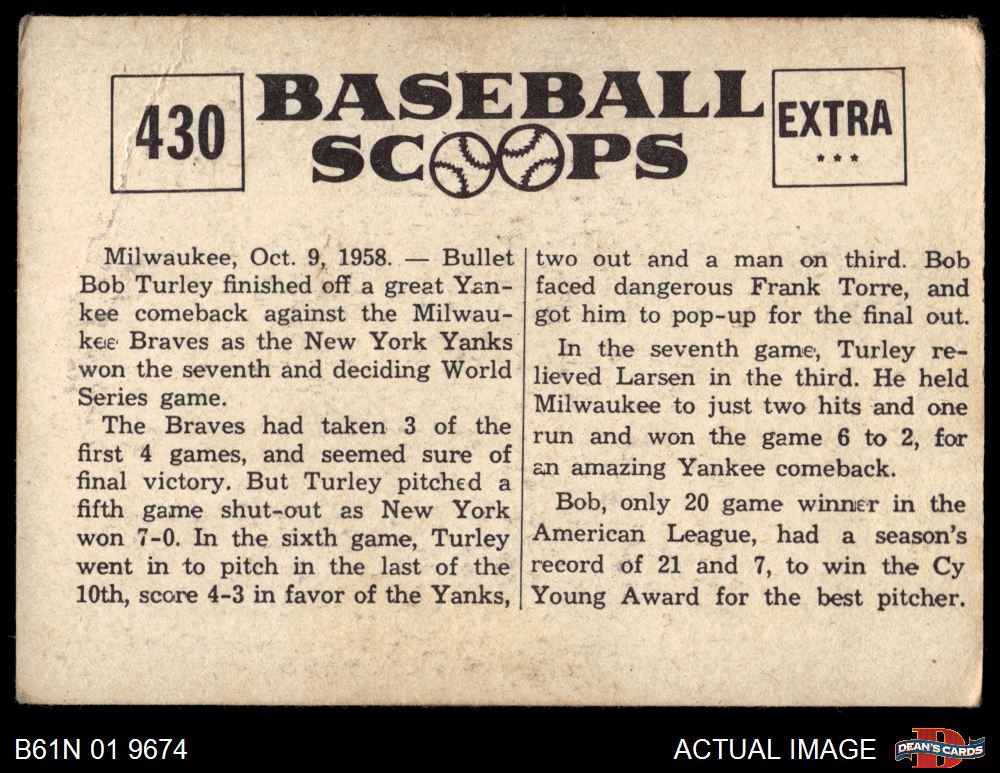 430
BASEBALL
SCOOPS
EXTRA
***
Milwaukee, Oct. 9, 1958. — Bullet
Bob Turley finished off a great Yan-
kee comeback against the Milwau-
kee Braves as the New York Yanks
won the seventh and deciding World
Series game.
The Braves had taken 3 of the
first 4 games, and seemed sure of
final victory. But Turley pitched a
fifth game shut-out as New York
won 7-0. In the sixth game, Turley
went in to pitch in the last of the
10th, score 4-3 in favor of the Yanks,
two out and a man on third. Bob
faced dangerous Frank Torre, and
got him to pop-up for the final out.
In the seventh game, Turley re-
lieved Larsen in the third. He held
Milwaukee to just two hits and one
run and won the game 6 to 2, for
an amazing Yankee comeback.
Bob, only 20 game winner in the
American League, had a season's
record of 21 and 7, to win the Cy
Young Award for the best pitcher.
B61N 01 9674
ACTUAL IMAGE
DEAN'S CARDS